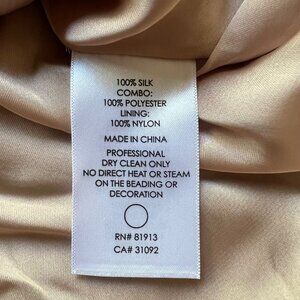 100% SILK
COMBO:
100% POLYESTER
LINING:
100% NYLON
MADE IN CHINA
PROFESSIONAL
DRY CLEAN ONLY
NO DIRECT HEAT OR STEAM
ON THE BEADING OR
DECORATION
RN# 81913
CA# 31092